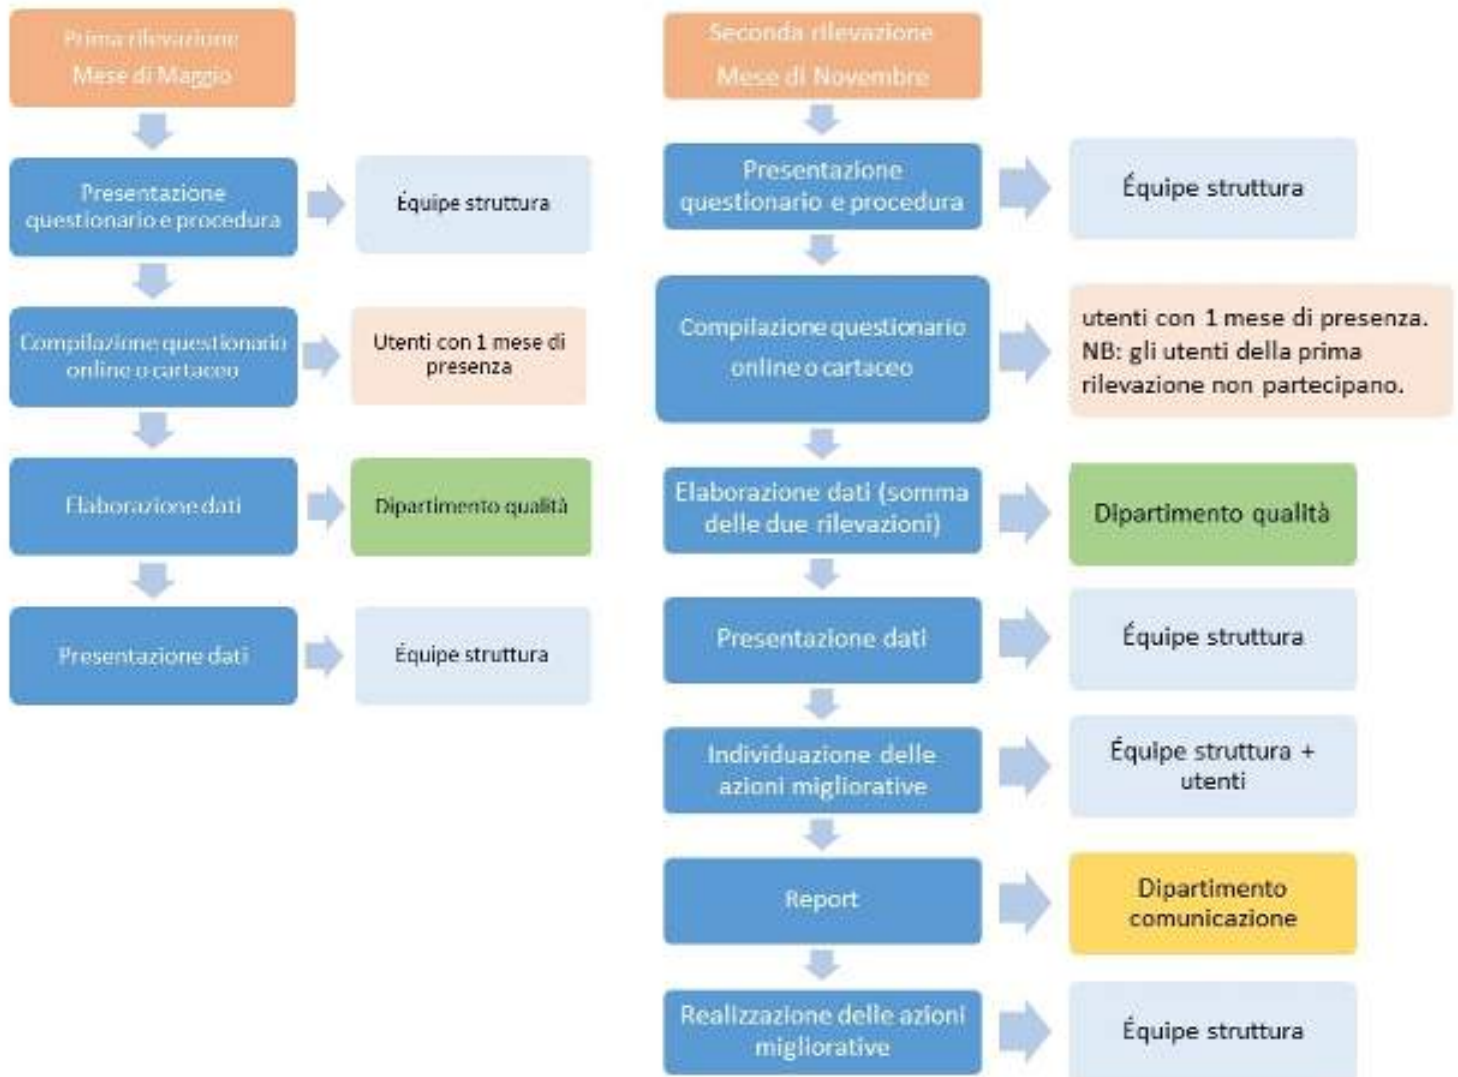 Prima rilevazione
Mese di Maggio
Presentazione
questionario e procedura
Équipe struttura
Compilazione questionario
online o cartaceo
Utenti con 1 mese di
presenza
Elaborazione dati
Dipartimento qualità
Presentazione dati
Équipe struttura
Seconda rilevazione
Mese di Novembre
Presentazione
questionario e procedura
Équipe struttura
Compilazione questionario
online o cartaceo
utenti con 1 mese di presenza.
NB: gli utenti della prima
rilevazione non partecipano.
Elaborazione dati (somma
delle due rilevazioni)
Dipartimento qualità
Presentazione dati
Équipe struttura
Individuazione delle
azioni migliorative
Équipe struttura +
utenti
Report
Dipartimento
comunicazione
Realizzazione delle azioni
migliorative
Équipe struttura